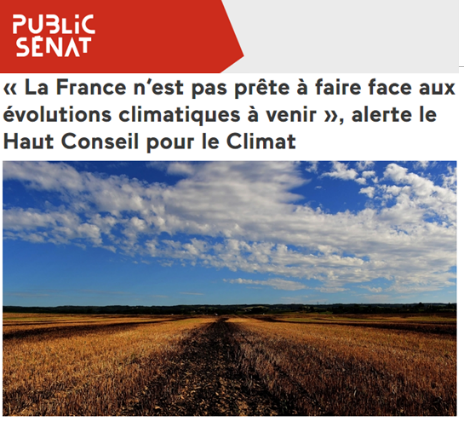 PUBLIC
SÉNAT
« La France n'est pas prête à faire face aux
évolutions climatiques à venir », alerte le
Haut Conseil pour le Climat